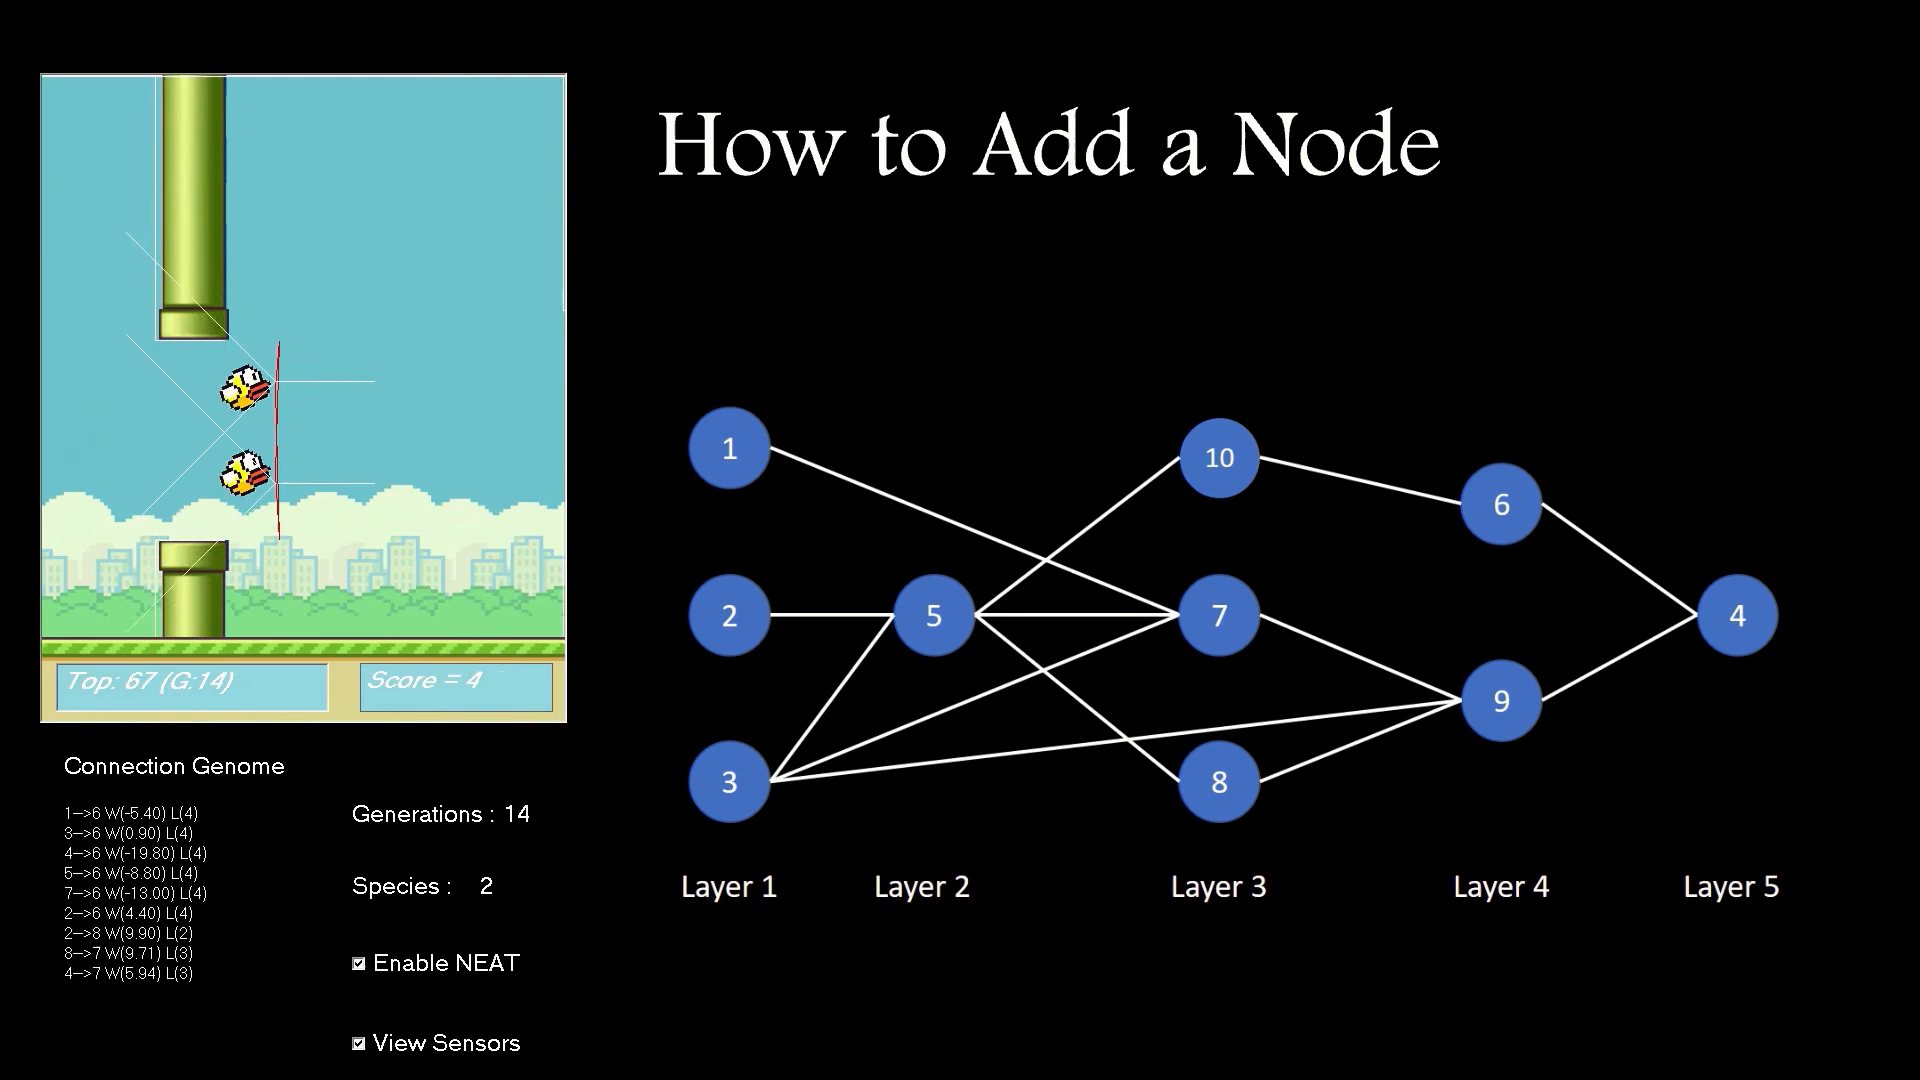 How to Add a Node
1
10
6
2
5
7
4
9
3
8
Layer 1
Layer 2
Layer 3
Layer 4
Layer 5
Top: 67 (G:14)
Score = 4
Connection Genome
1-->6 W(-5.40) L(4)
3-->6 W(0.90) L(4)
4-->6 W(-19.80) L(4)
5-->6 W(-8.80) L(4)
7-->6 W(-13.00) L(4)
2-->6 W(4.40) L(4)
2-->8 W(9.90) L(2)
8-->7 W(9.71) L(3)
4-->7 W(5.94) L(3)
Generations : 14
Species : 2
Enable NEAT
View Sensors